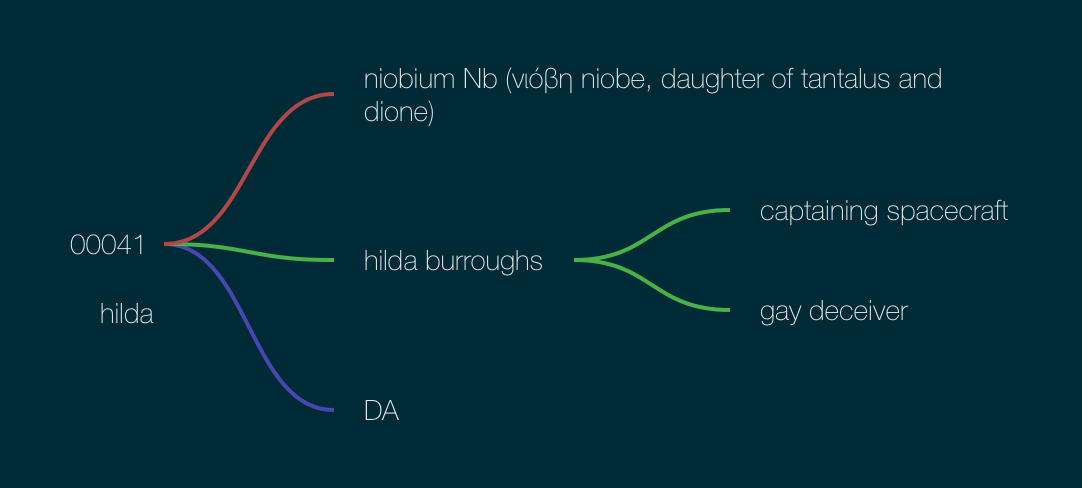 niobium Nb (νιόβη niobe, daughter of tantalus and
dione)
captaining spacecraft
00041
hilda burroughs
hilda
gay deceiver
DA